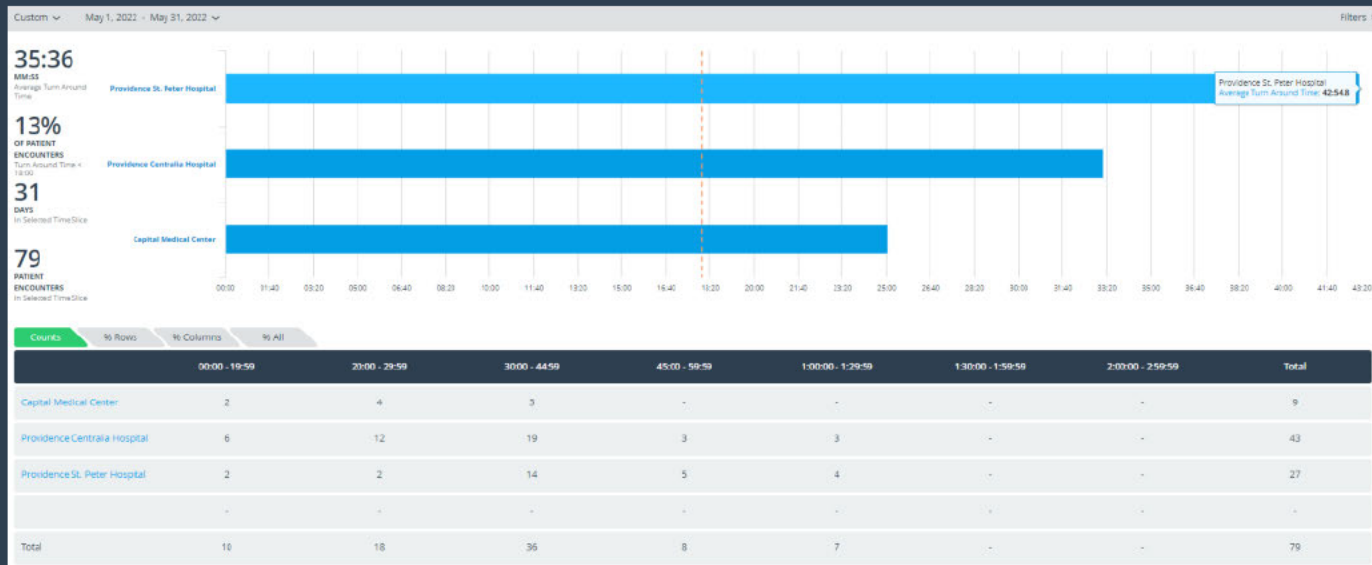 Custom May 1, 2022 - May 31, 2022 Filters
35:36
MM:SS
Average Turn Around
Time
13%
OF PATIENT
ENCOUNTERS
Turn Around Time <
18:00
31
DAYS
In Selected TimeSlice
79
PATIENT
ENCOUNTERS
In Selected TimeSlice
Providence St. Peter Hospital
Providence Centralia Hospital
Capital Medical Center
Providence St. Peter Hospital
Average Turn Around Time: 42:54.8
00:00 01:40 03:20 05:00 06:40 08:20 10:00 11:40 13:20 15:00 16:40 18:20 20:00 21:40 23:20 25:00 26:40 28:20 30:00 31:40 33:20 35:00 36:40 38:20 40:00 41:40 43:20
Counts % Rows % Columns % All
00:00 - 19:59 20:00 - 29:59 30:00 - 44:59 45:00 - 59:59 1:00:00 - 1:29:59 1:30:00 - 1:59:59 2:00:00 - 2:59:59 Total
Capital Medical Center 2 4 3 - - - - 9
Providence Centralia Hospital 6 12 19 3 3 - - 43
Providence St. Peter Hospital 2 2 14 5 4 - - 27
- - - - - - - -
Total 10 18 36 8 7 - - 79